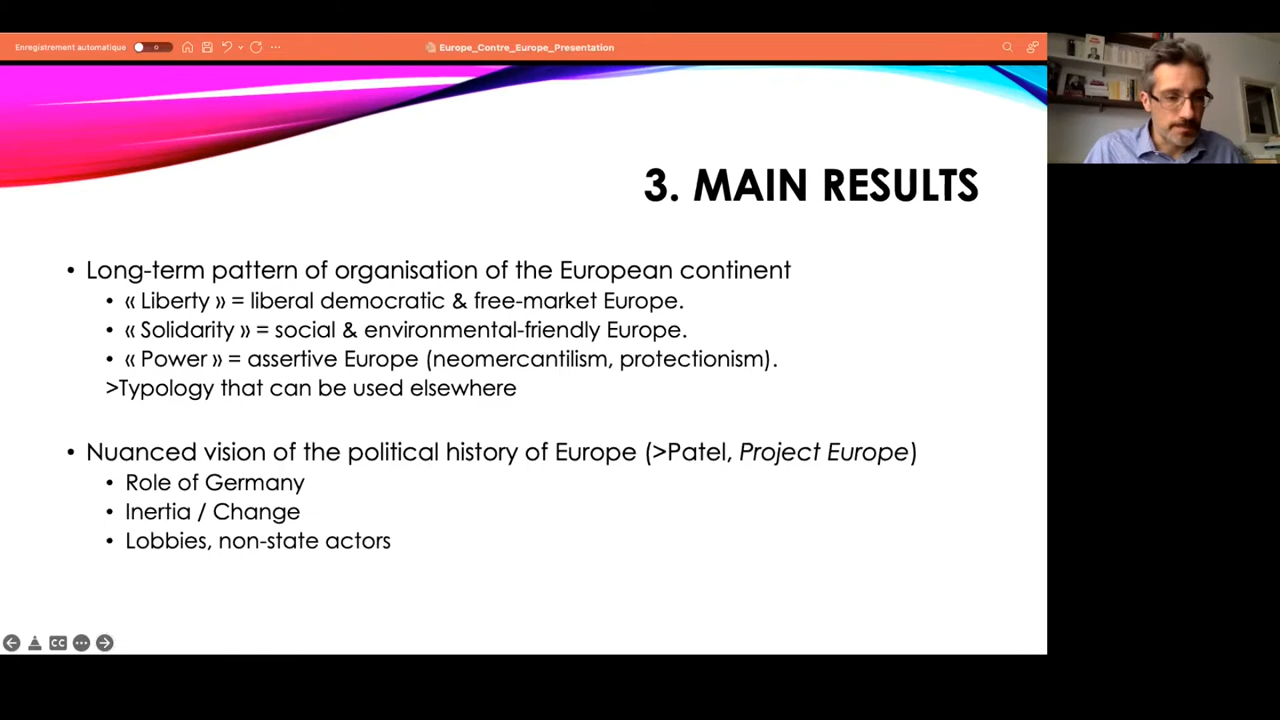 Enregistrement automatique
Europe_Contre_Europe_Presentation
3. MAIN RESULTS
• Long-term pattern of organisation of the European continent
• « Liberty » = liberal democratic & free-market Europe.
• « Solidarity » = social & environmental-friendly Europe.
• « Power » = assertive Europe (neomercantilism, protectionism).
>Typology that can be used elsewhere
• Nuanced vision of the political history of Europe (>Patel, Project Europe)
• Role of Germany
• Inertia / Change
• Lobbies, non-state actors
CC